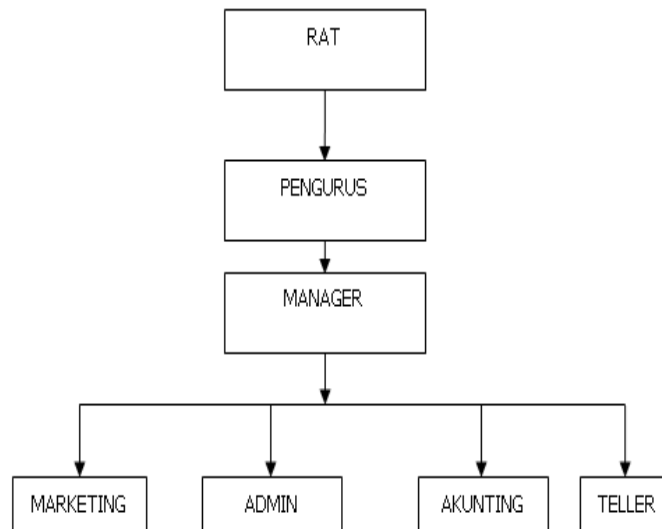 RAT
PENGURUS
MANAGER
MARKETING
ADMIN
AKUNTING
TELLER